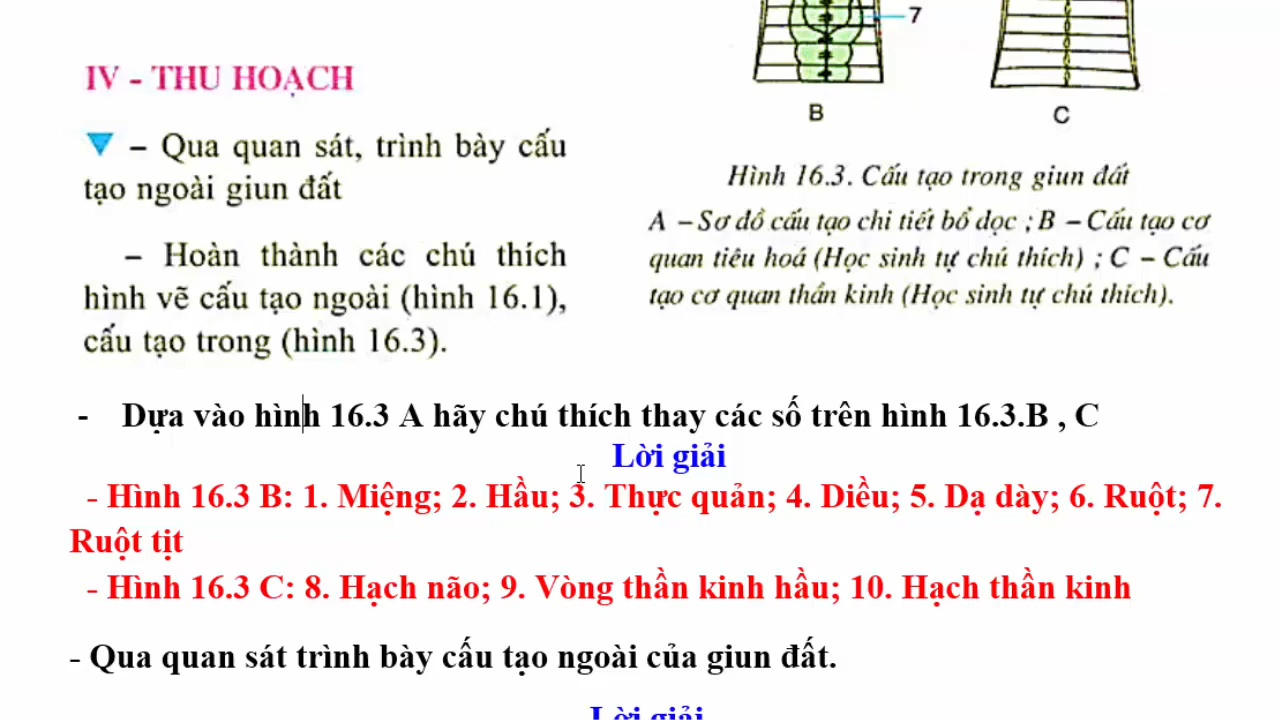 7
B
C
IV - THU HOẠCH
▼ – Qua quan sát, trình bày cấu
tạo ngoài giun đất
– Hoàn thành các chú thích
hình vẽ cấu tạo ngoài (hình 16.1),
cấu tạo trong (hình 16.3).
Hình 16.3. Cấu tạo trong giun đất
A – Sơ đồ cấu tạo chi tiết bổ dọc ; B – Cấu tạo cơ
quan tiêu hoá (Học sinh tự chú thích) ; C – Cấu
tạo cơ quan thần kinh (Học sinh tự chú thích).
- Dựa vào hình 16.3 A hãy chú thích thay các số trên hình 16.3.B , C
Lời giải
- Hình 16.3 B: 1. Miệng; 2. Hầu; 3. Thực quản; 4. Diều; 5. Dạ dày; 6. Ruột; 7.
Ruột tịt
- Hình 16.3 C: 8. Hạch não; 9. Vòng thần kinh hầu; 10. Hạch thần kinh
- Qua quan sát trình bày cấu tạo ngoài của giun đất.
Lời giải